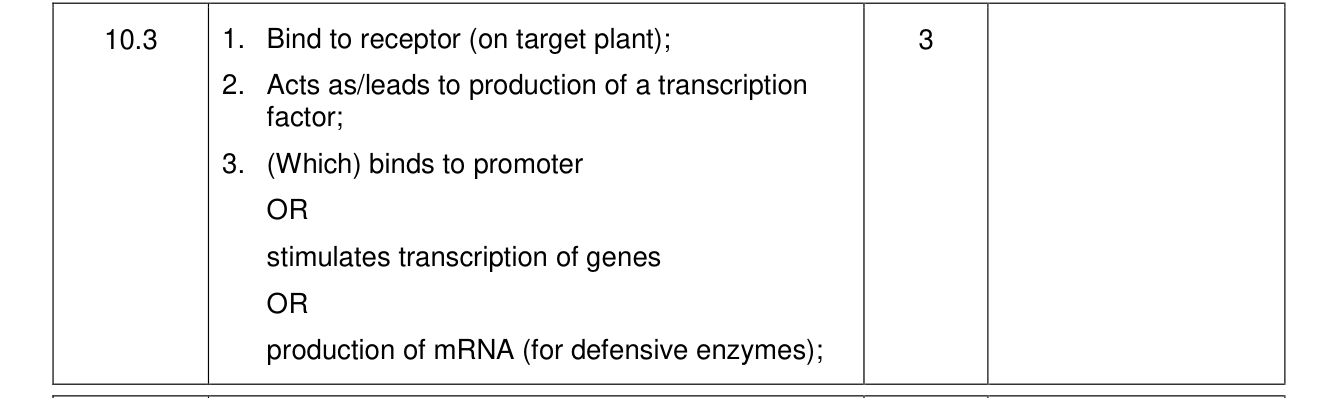 10.3 1. Bind to receptor (on target plant); 3
2. Acts as/leads to production of a transcription
factor;
3. (Which) binds to promoter
OR
stimulates transcription of genes
OR
production of mRNA (for defensive enzymes);